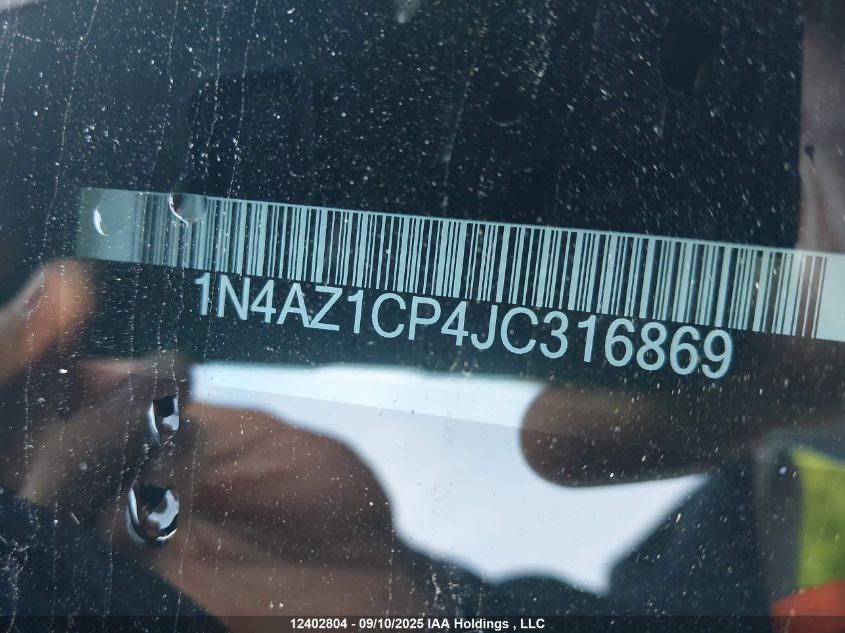 1N4AZ1CP4JC316869
12402804 - 09/10/2025 IAA Holdings , LLC